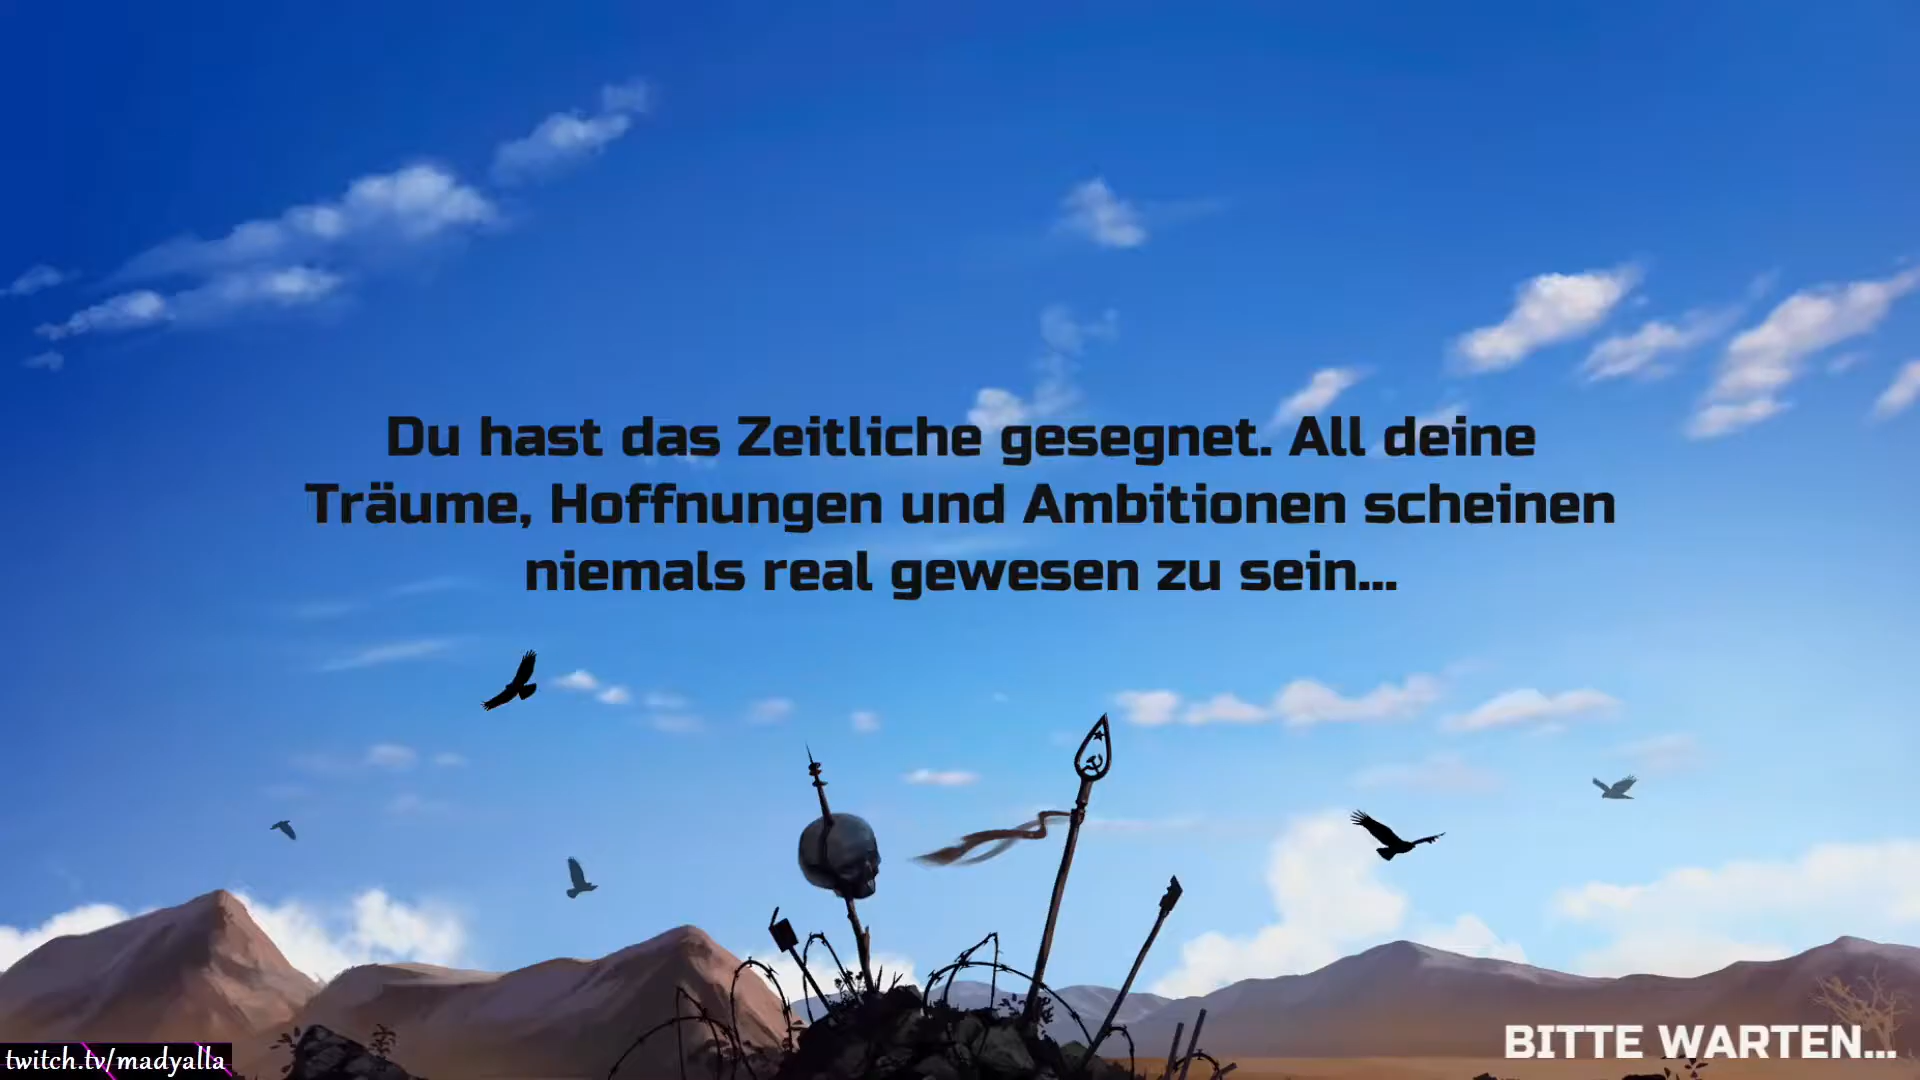 Du hast das Zeitliche gesegnet. All deine
Träume, Hoffnungen und Ambitionen scheinen
niemals real gewesen zu sein...
BITTE WARTEN...
twitch.tv/madyalla